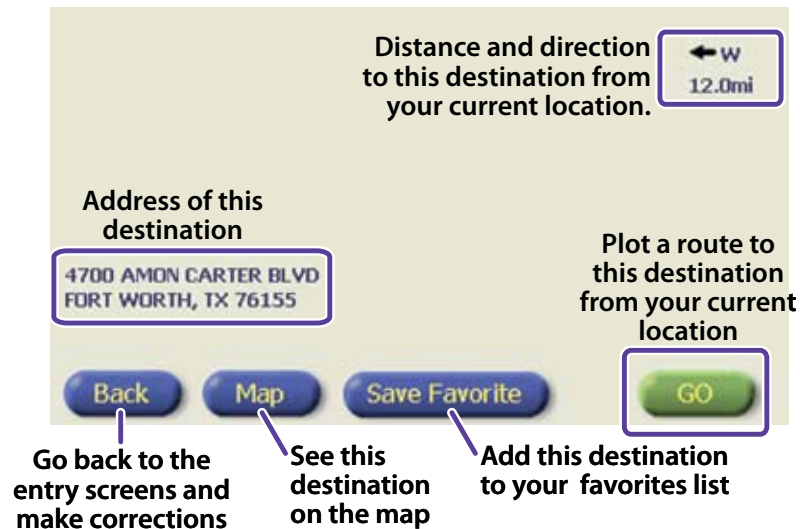 Distance and direction
to this destination from
your current location.
W
12.0mi
Address of this
destination
4700 AMON CARTER BLVD
FORT WORTH, TX 76155
Plot a route to
this destination
from your current
location
Back
Map
Save Favorite
GO
Go back to the
entry screens and
make corrections
See this
destination
on the map
Add this destination
to your favorites list